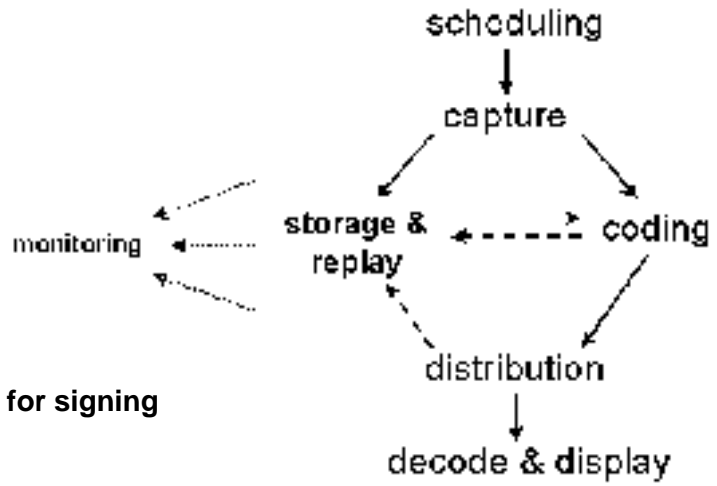 scheduling
capture
storage &
replay
coding
monitoring
distribution
for signing
decode & display